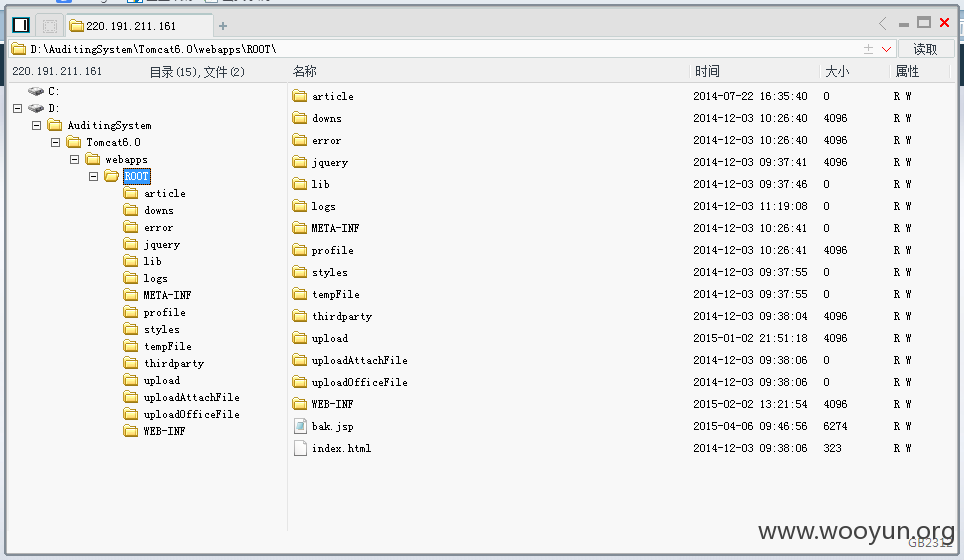 220.191.211.161
D:\AuditingSystem\Tomcat6.0\webapps\ROOT\ 读取
220.191.211.161 目录(15),文件(2) 名称 时间 大小 属性
C:
D:
AuditingSystem
Tomcat6.0
webapps
ROOT
article
downs
error
jquery
lib
logs
META-INF
profile
styles
tempFile
thirdparty
upload
uploadAttachFile
uploadOfficeFile
WEB-INF
article 2014-07-22 16:35:40 0 R W
downs 2014-12-03 10:26:40 4096 R W
error 2014-12-03 10:26:40 4096 R W
jquery 2014-12-03 09:37:41 4096 R W
lib 2014-12-03 09:37:46 0 R W
logs 2014-12-03 11:19:08 0 R W
META-INF 2014-12-03 10:26:41 0 R W
profile 2014-12-03 10:26:41 4096 R W
styles 2014-12-03 09:37:55 0 R W
tempFile 2014-12-03 09:37:55 0 R W
thirdparty 2014-12-03 09:38:04 4096 R W
upload 2015-01-02 21:51:18 4096 R W
uploadAttachFile 2014-12-03 09:38:06 0 R W
uploadOfficeFile 2014-12-03 09:38:06 0 R W
WEB-INF 2015-02-02 13:21:54 4096 R W
bak.jsp 2015-04-06 09:46:56 6274 R W
index.html 2014-12-03 09:38:06 323 R W
www.wooyun.org
GB2312